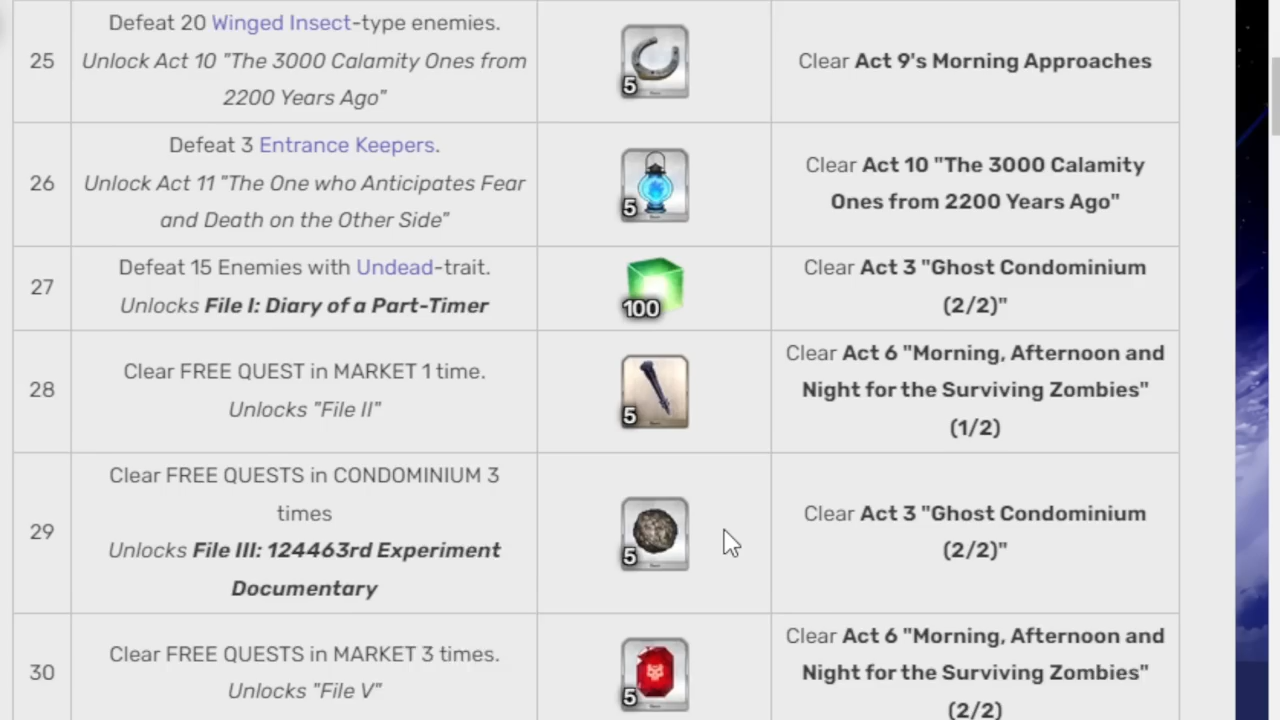 25
Defeat 20 Winged Insect-type enemies.
Unlock Act 10 "The 3000 Calamity Ones from
2200 Years Ago"
5
Clear Act 9's Morning Approaches
26
Defeat 3 Entrance Keepers.
Unlock Act 11 "The One who Anticipates Fear
and Death on the Other Side"
5
Clear Act 10 "The 3000 Calamity
Ones from 2200 Years Ago"
27
Defeat 15 Enemies with Undead-trait.
Unlocks File I: Diary of a Part-Timer
100
Clear Act 3 "Ghost Condominium
(2/2)"
28
Clear FREE QUEST in MARKET 1 time.
Unlocks "File II"
5
Clear Act 6 "Morning, Afternoon and
Night for the Surviving Zombies"
(1/2)
29
Clear FREE QUESTS in CONDOMINIUM 3
times
Unlocks File III: 124463rd Experiment
Documentary
5
Clear Act 3 "Ghost Condominium
(2/2)"
30
Clear FREE QUESTS in MARKET 3 times.
Unlocks "File V"
5
Clear Act 6 "Morning, Afternoon and
Night for the Surviving Zombies"
(2/2)